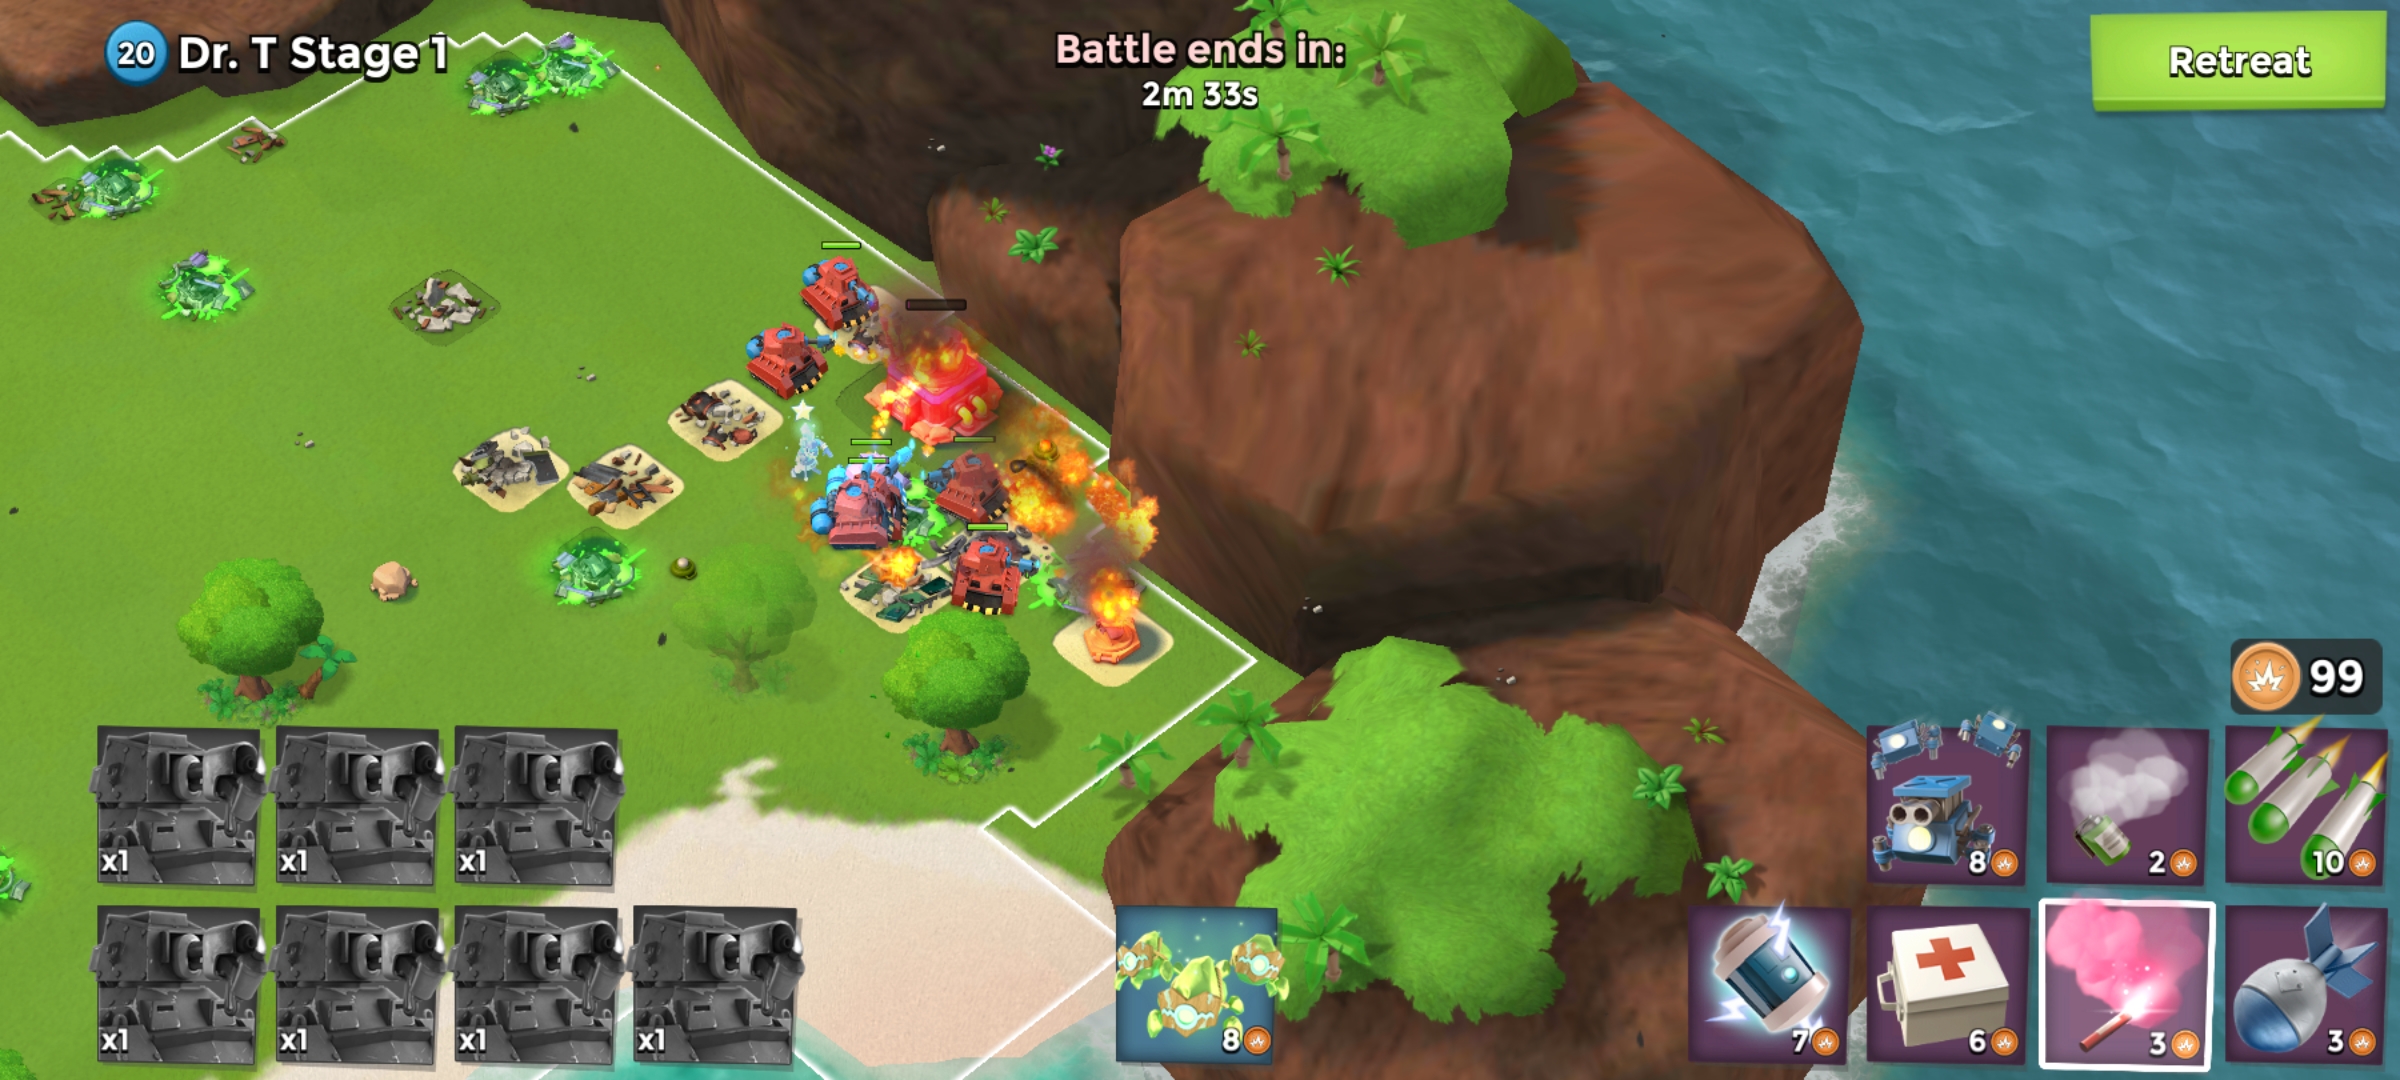 20 Dr. T Stage 1
Battle ends in:
2m 33s
Retreat
99
8
2
10
x1
x1
x1
x1
x1
x1
x1
8
7
6
3
3